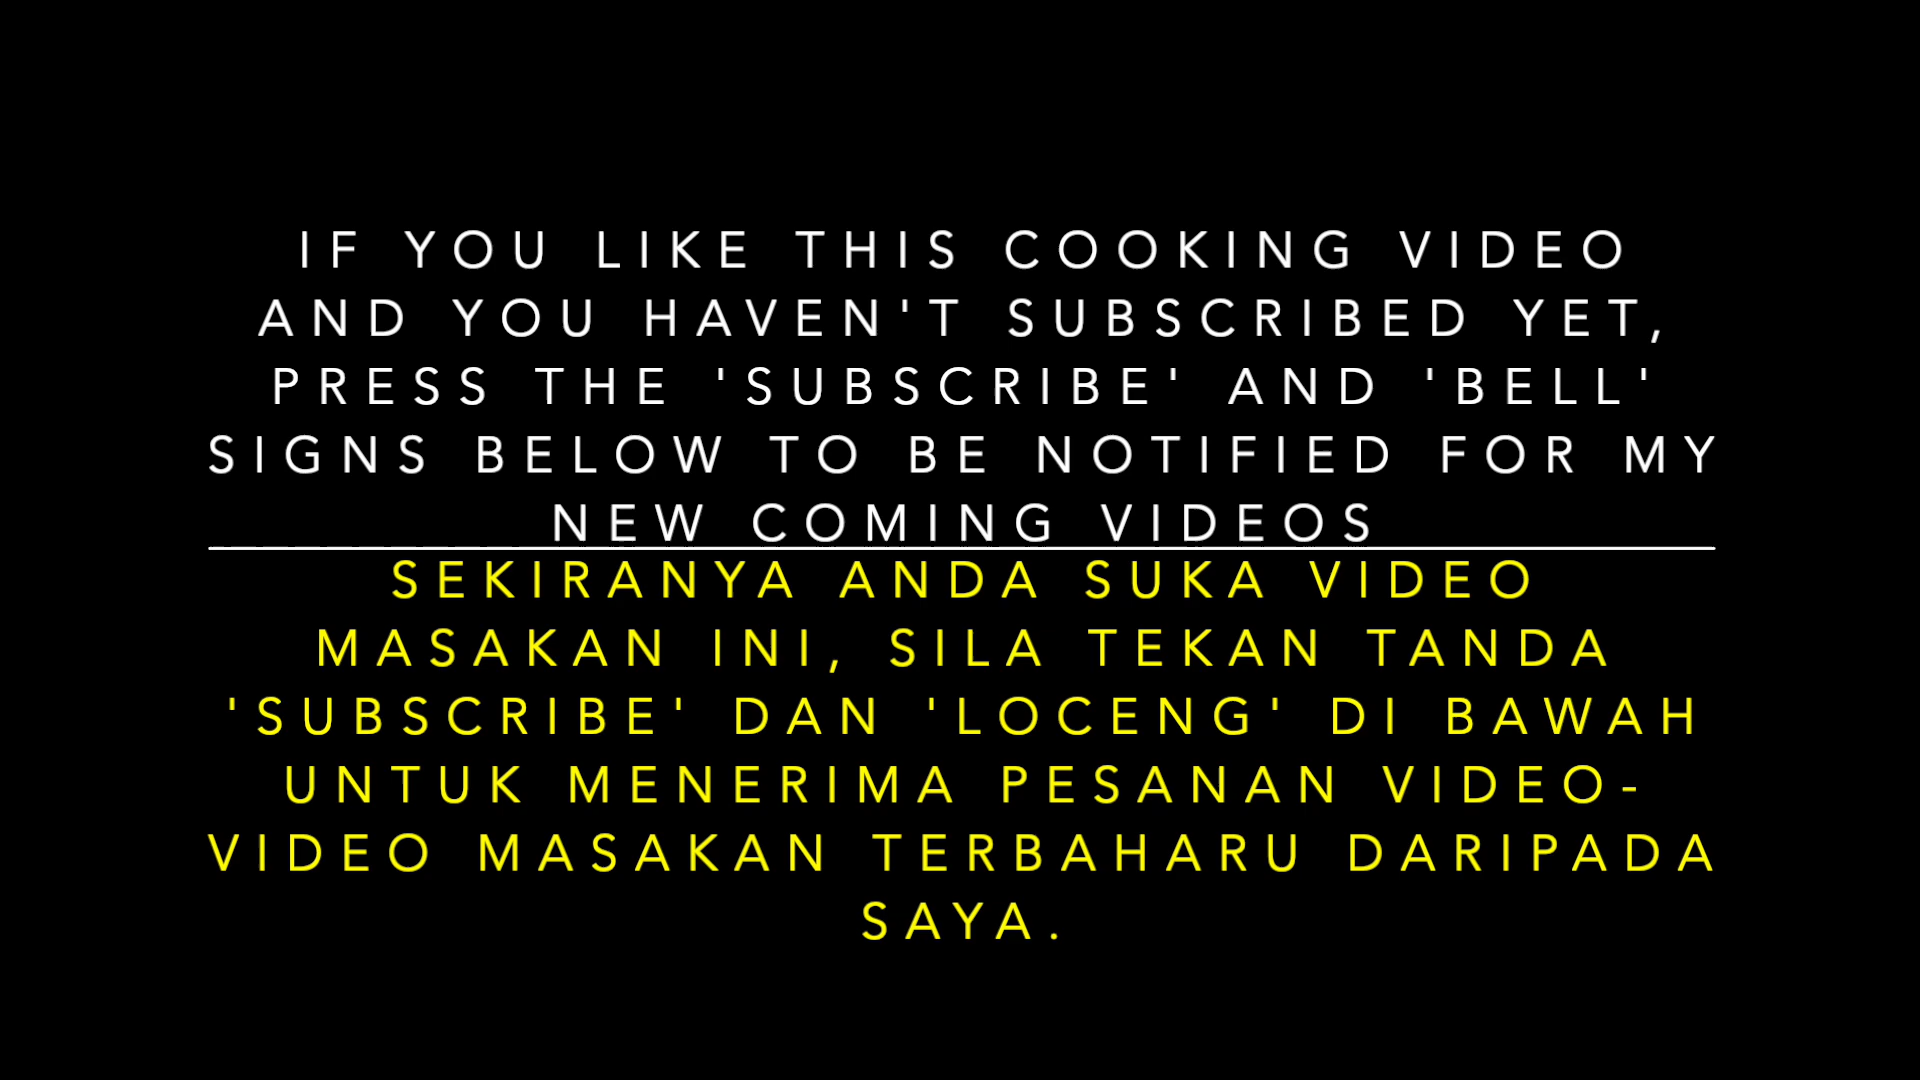 IF YOU LIKE THIS COOKING VIDEO
AND YOU HAVEN'T SUBSCRIBED YET,
PRESS THE 'SUBSCRIBE' AND 'BELL'
SIGNS BELOW TO BE NOTIFIED FOR MY
NEW COMING VIDEOS
SEKIRANYA ANDA SUKA VIDEO
MASAKAN INI, SILA TEKAN TANDA
'SUBSCRIBE' DAN 'LOCENG' DI BAWAH
UNTUK MENERIMA PESANAN VIDEO-
VIDEO MASAKAN TERBAHARU DARIPADA
SAYA.